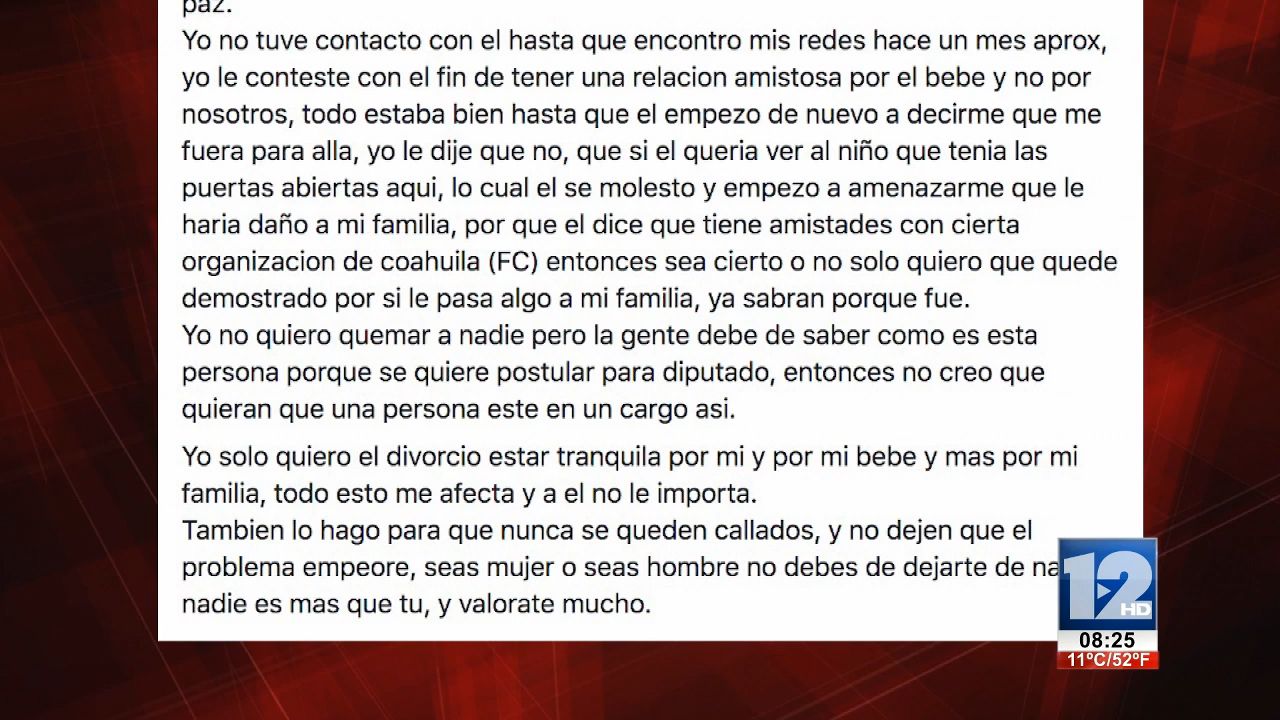 paz.
Yo no tuve contacto con el hasta que encontro mis redes hace un mes aprox,
yo le conteste con el fin de tener una relacion amistosa por el bebe y no por
nosotros, todo estaba bien hasta que el empezo de nuevo a decirme que me
fuera para alla, yo le dije que no, que si el queria ver al niño que tenia las
puertas abiertas aqui, lo cual el se molesto y empezo a amenazarme que le
haria daño a mi familia, por que el dice que tiene amistades con cierta
organizacion de coahuila (FC) entonces sea cierto o no solo quiero que quede
demostrado por si le pasa algo a mi familia, ya sabran porque fue.
Yo no quiero quemar a nadie pero la gente debe de saber como es esta
persona porque se quiere postular para diputado, entonces no creo que
quieran que una persona este en un cargo asi.
Yo solo quiero el divorcio estar tranquila por mi y por mi bebe y mas por mi
familia, todo esto me afecta y a el no le importa.
Tambien lo hago para que nunca se queden callados, y no dejen que el
problema empeore, seas mujer o seas hombre no debes de dejarte de
nadie es mas que tu, y valorate mucho.
12
HD
08:25
11ºC/52ºF